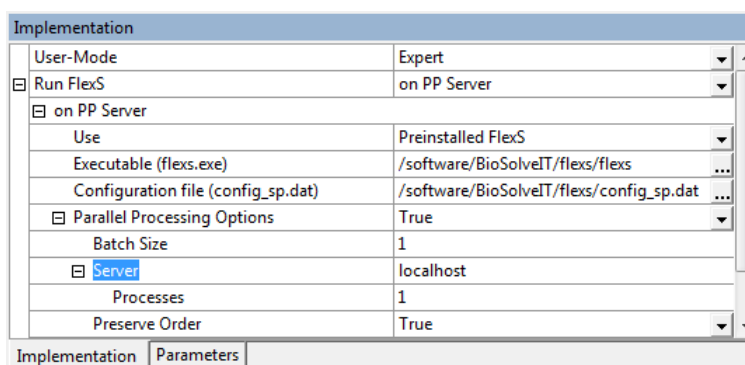 Implementation
User-Mode Expert
Run FlexS on PP Server
on PP Server
Use Preinstalled FlexS
Executable (flexs.exe) /software/BioSolveIT/flexs/flexs ...
Configuration file (config_sp.dat) /software/BioSolveIT/flexs/config_sp.dat ...
Parallel Processing Options True
Batch Size 1
Server localhost
Processes 1
Preserve Order True
Implementation Parameters